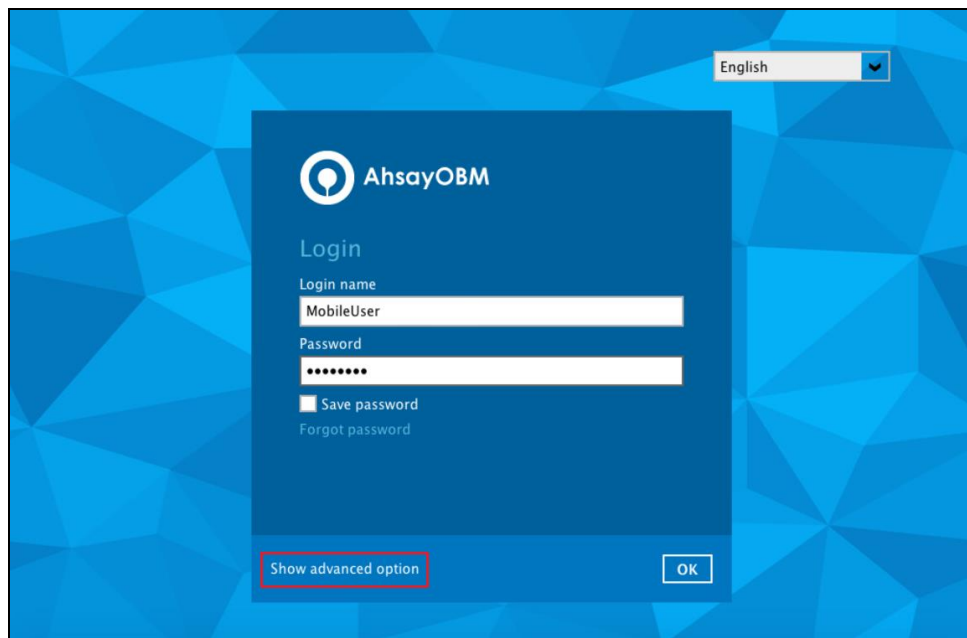 English
AhsayOBM
Login
Login name
MobileUser
Password
••••••••
Save password
Forgot password
Show advanced option
OK